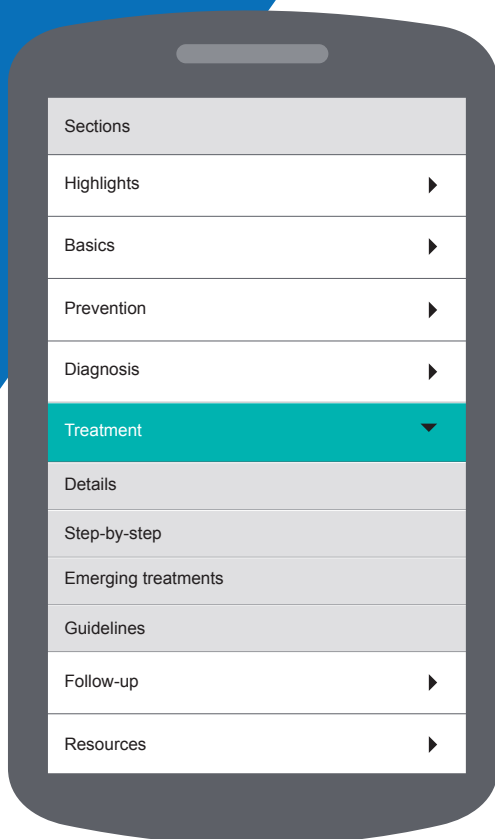 Sections
Highlights
Basics
Prevention
Diagnosis
Treatment
Details
Step-by-step
Emerging treatments
Guidelines
Follow-up
Resources